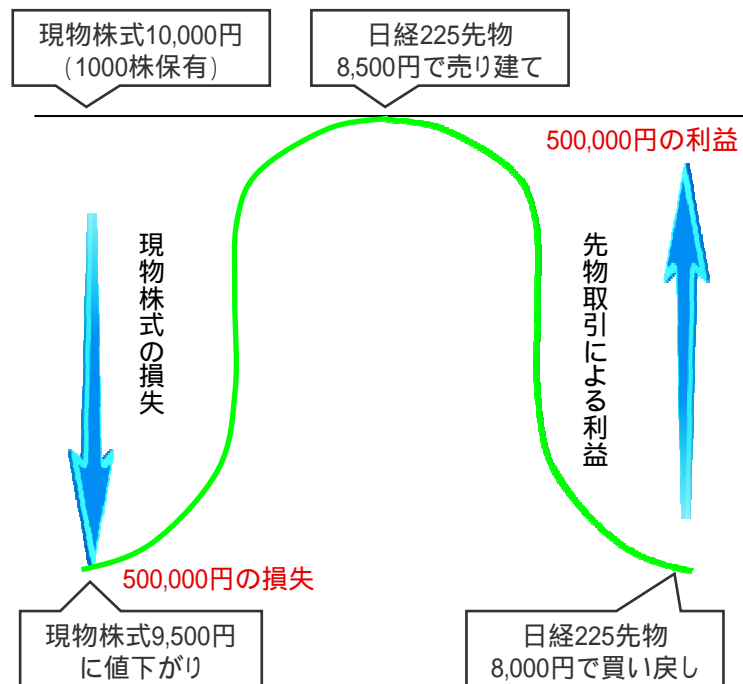 現物株式10,000円
(1000株保有)
日経225先物
8,500円で売り建て
500,000円の利益
現物株式の損失
先物取引による利益
500,000円の損失
現物株式9,500円
に値下がり
日経225先物
8,000円で買い戻し